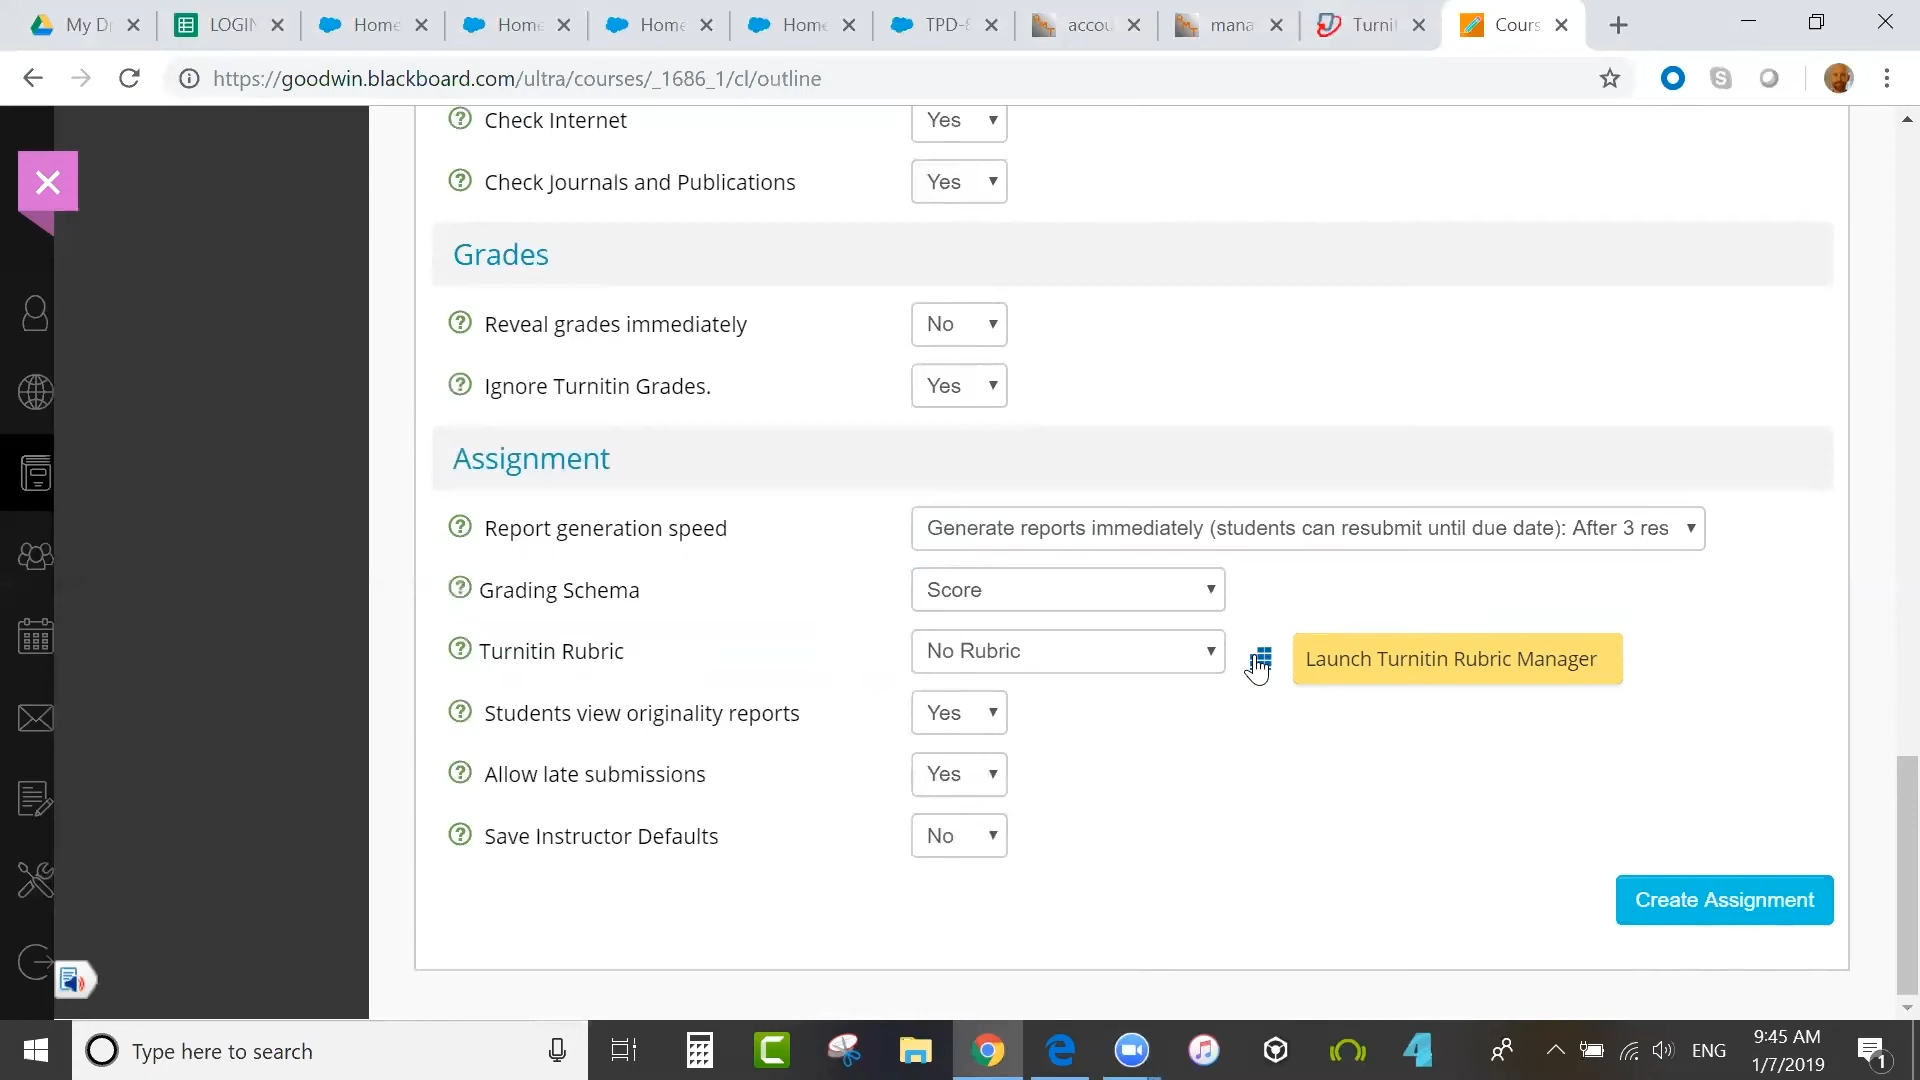 My D
LOGIN
Home
Home
Home
Home
TPD-8
accou
mana
Turnit
Cours
https://goodwin.blackboard.com/ultra/courses/_1686_1/cl/outline
Check Internet Yes
Check Journals and Publications Yes
Grades
Reveal grades immediately No
Ignore Turnitin Grades. Yes
Assignment
Report generation speed Generate reports immediately (students can resubmit until due date): After 3 res
Grading Schema Score
Turnitin Rubric No Rubric Launch Turnitin Rubric Manager
Students view originality reports Yes
Allow late submissions Yes
Save Instructor Defaults No
Create Assignment
Type here to search
ENG
9:45 AM
1/7/2019
1